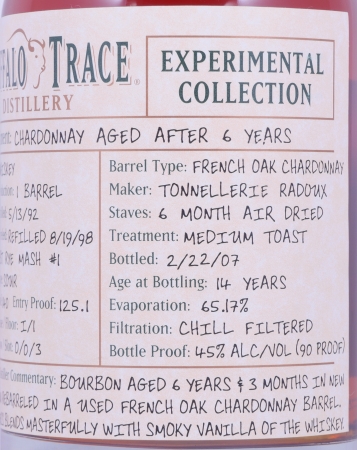 FALO TRACE
DISTILLERY
EXPERIMENTAL
COLLECTION
CHARDONNAY AGED AFTER 6 YEARS
1 BARREL
5/13/92
REFILLED 8/19/98
RYE MASH #1
SOUR
Entry Proof: 125.1
1/1
0/0/3
Barrel Type: FRENCH OAK CHARDONNAY
Maker: TONNELLERIE RADOUX
Staves: 6 MONTH AIR DRIED
Treatment: MEDIUM TOAST
Bottled: 2/22/07
Age at Bottling: 14 YEARS
Evaporation: 65.17%
Filtration: CHILL FILTERED
Bottle Proof: 45% ALC/VOL (90 PROOF)
Commentary: BOURBON AGED 6 YEARS & 3 MONTHS IN NEW
REBARRELED IN A USED FRENCH OAK CHARDONNAY BARREL.
BLENDS MASTERFULLY WITH SMOKY VANILLA OF THE WHISKEY.